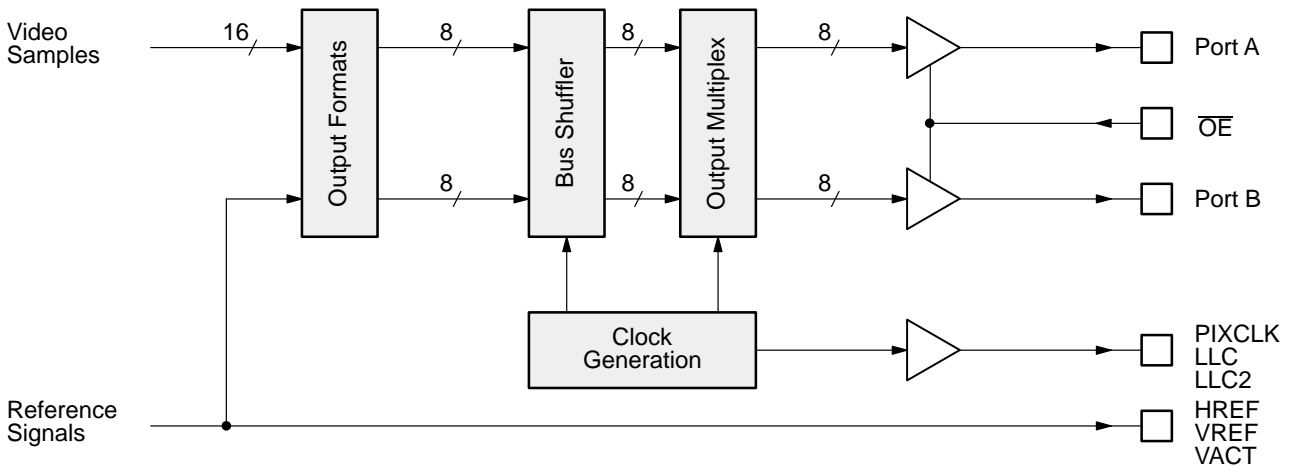 Video
Samples
16
Output Formats
8
8
Bus Shuffler
8
8
Output Multiplex
8
8
Port A
OE
Port B
Clock
Generation
PIXCLK
LLC
LLC2
Reference
Signals
HREF
VREF
VACT